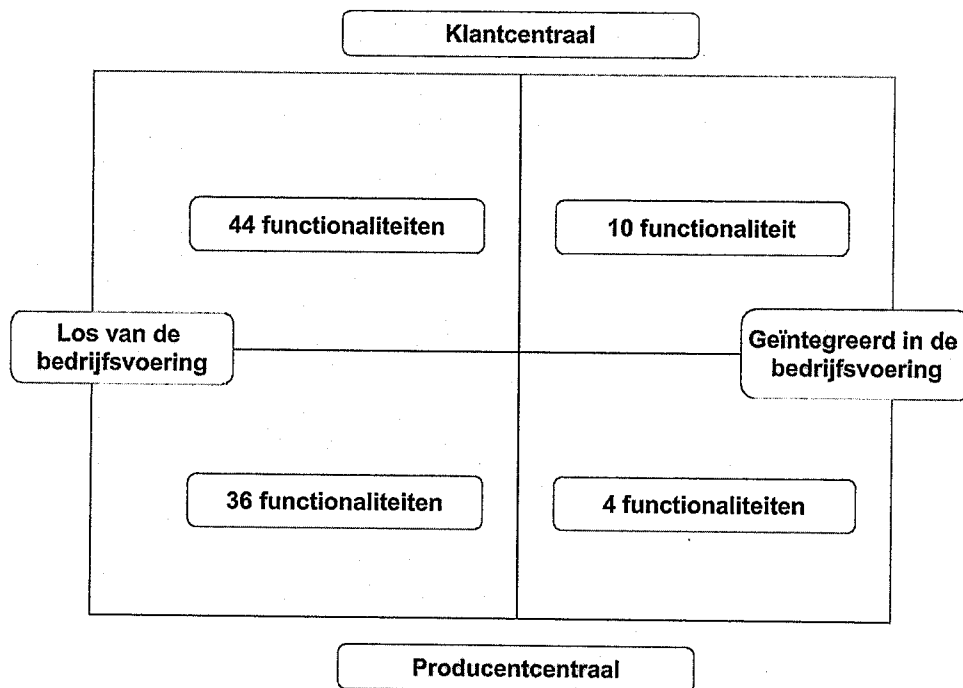 Klantcentraal
44 functionaliteiten
10 functionaliteit
Los van de
bedrijfsvoering
Geïntegreerd in de
bedrijfsvoering
36 functionaliteiten
4 functionaliteiten
Producentcentraal